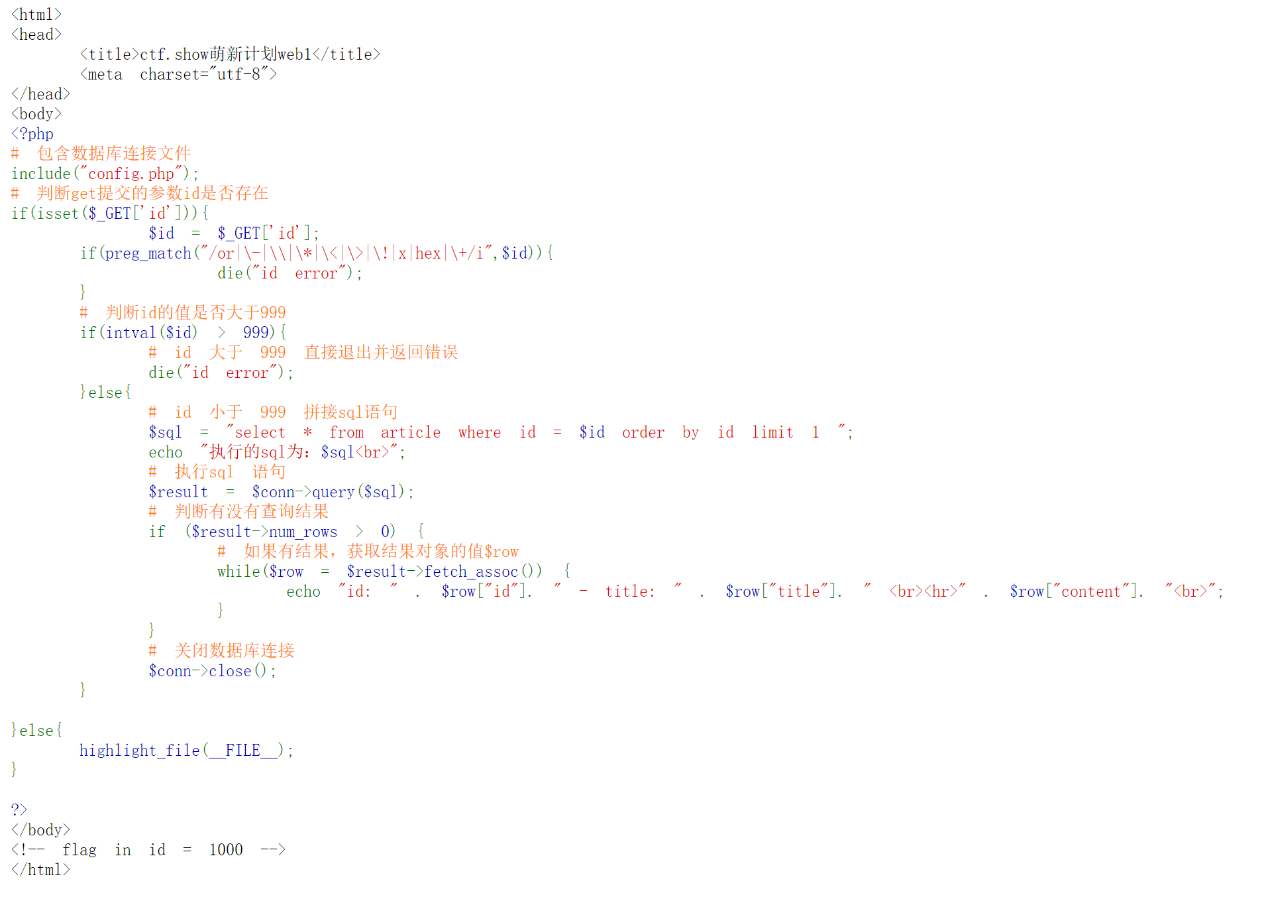 <html>
<head>
<title>ctf.show萌新计划web1</title>
<meta charset="utf-8">
</head>
<body>
<?php
# 包含数据库连接文件
include("config.php");
# 判断get提交的参数id是否存在
if(isset($_GET['id'])){
$id = $_GET['id'];
if(preg_match("/or|\-|\\|\*|\<|\>|\!|x|hex|\+/i",$id)){
die("id error");
}
# 判断id的值是否大于999
if(intval($id) > 999){
# id 大于 999 直接退出并返回错误
die("id error");
}else{
# id 小于 999 拼接sql语句
$sql = "select * from article where id = $id order by id limit 1 ";
echo "执行的sql为：$sql<br>";
# 执行sql 语句
$result = $conn->query($sql);
# 判断有没有查询结果
if ($result->num_rows > 0) {
# 如果有结果，获取结果对象的值$row
while($row = $result->fetch_assoc()) {
echo "id: " . $row["id"]. " - title: " . $row["title"]. " <br><hr>" . $row["content"]. "<br>";
}
}
# 关闭数据库连接
$conn->close();
}
}else{
highlight_file(__FILE__);
}
?>
</body>
<!-- flag in id = 1000 -->
</html>